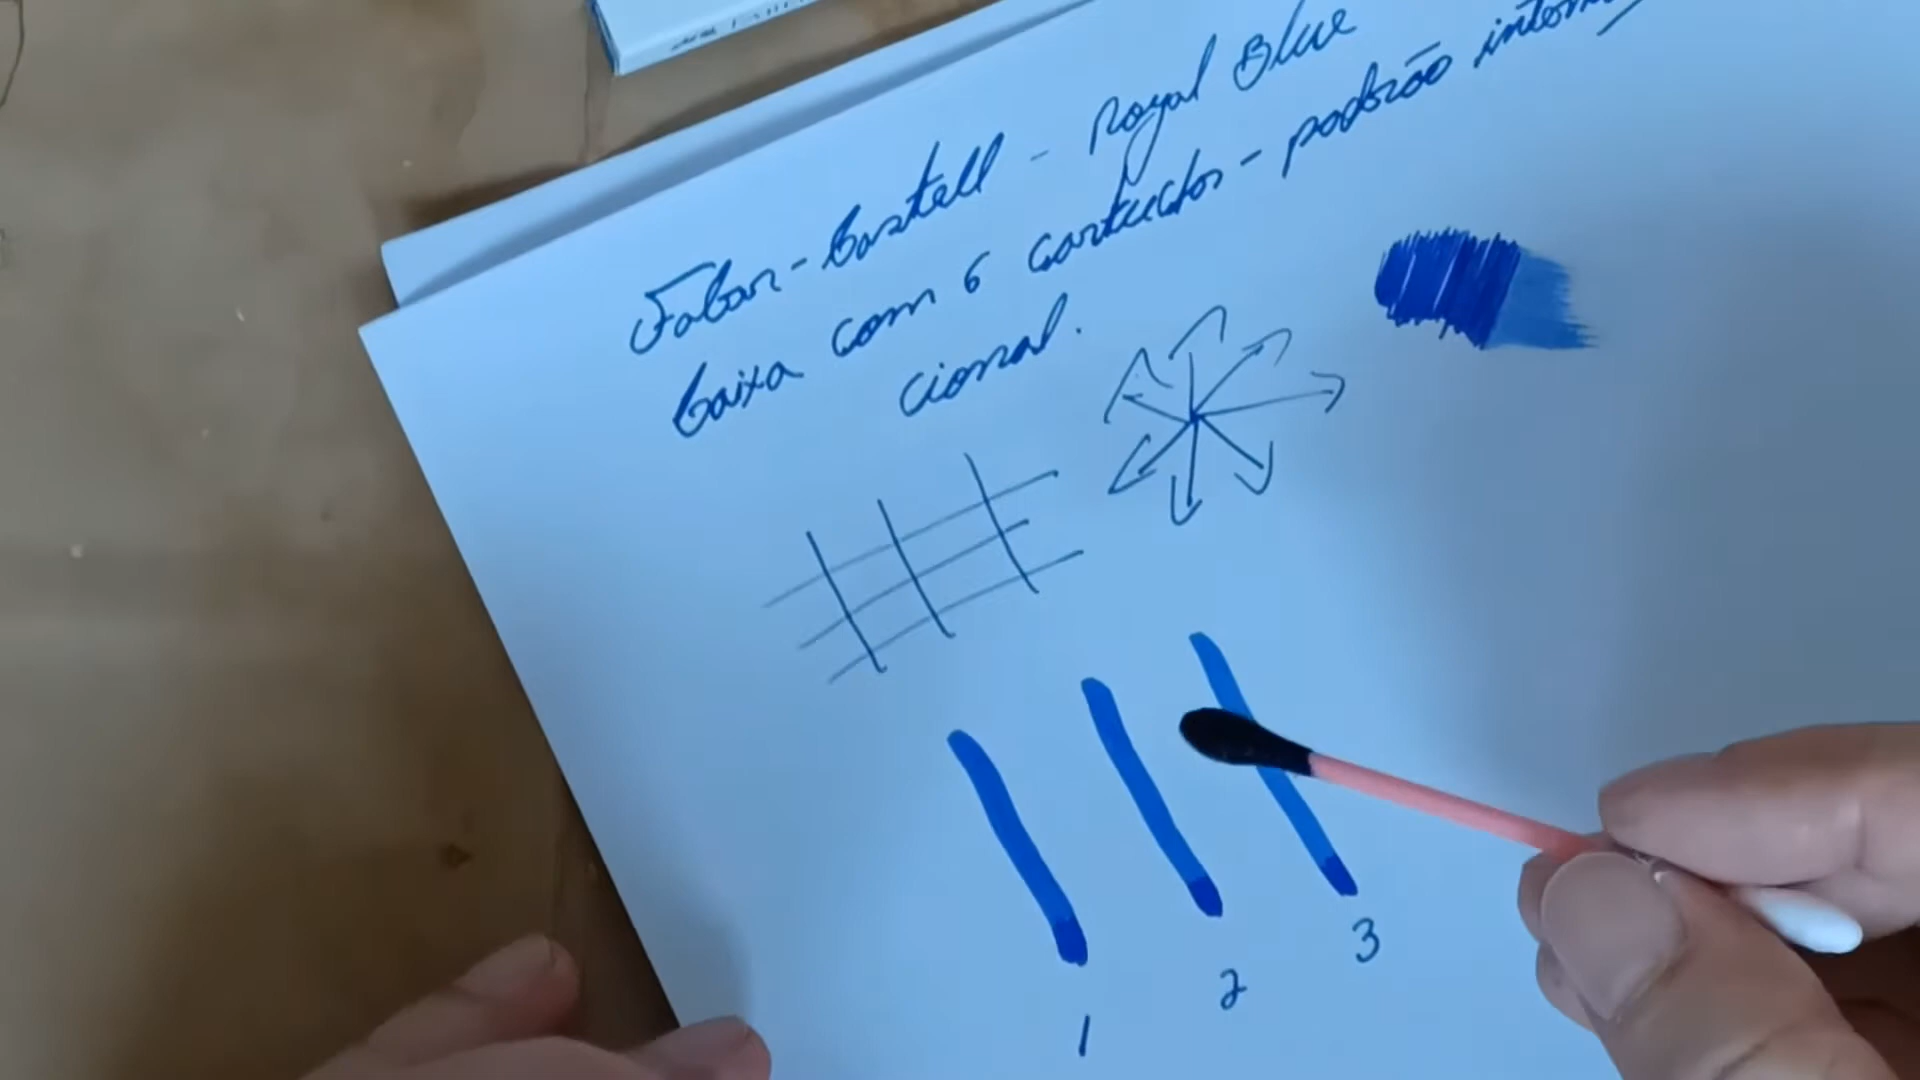 Faber-Castell - Royal Blue
Caixa com 6 cartuchos - padrão interna
cional.
1
2
3